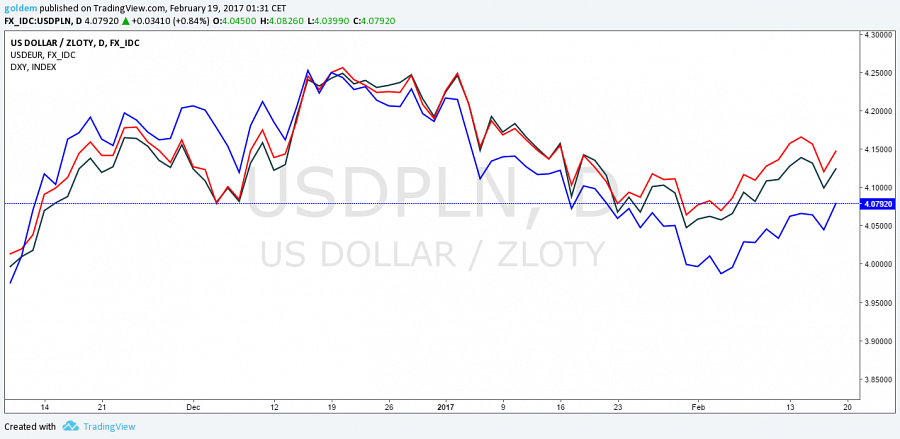 goldem published on TradingView.com, February 19, 2017 01:31 CET
FX_IDC:USDPLN, D 4.07920 ▲ +0.03410 (+0.84%) O:4.04500 H:4.08260 L:4.03990 C:4.07920
US DOLLAR / ZLOTY, D, FX_IDC
USDEUR, FX_IDC
DXY, INDEX
USDPLN, D
US DOLLAR / ZLOTY
4.30000
4.25000
4.20000
4.15000
4.10000
4.07920
4.05000
4.00000
3.95000
3.90000
3.85000
14 21 Dec 12 19 26 2017 9 16 23 Feb 13 20
Created with TradingView